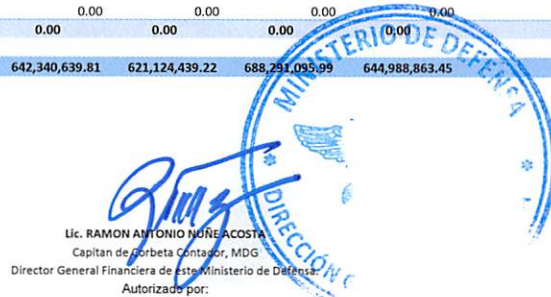 0.00 0.00 0.00 0.00
0.00 0.00 0.00 0.00
642,340,639.81 621,124,439.22 688,291,095.99 644,988,863.45
MINISTERIO DE DEFENSA
DIRECCIÓN
Lic. RAMON ANTONIO NUÑE ACOSTA
Capitan de Corbeta Contador, MDG
Director General Financiera de este Ministerio de Defensa.
Autorizado por: